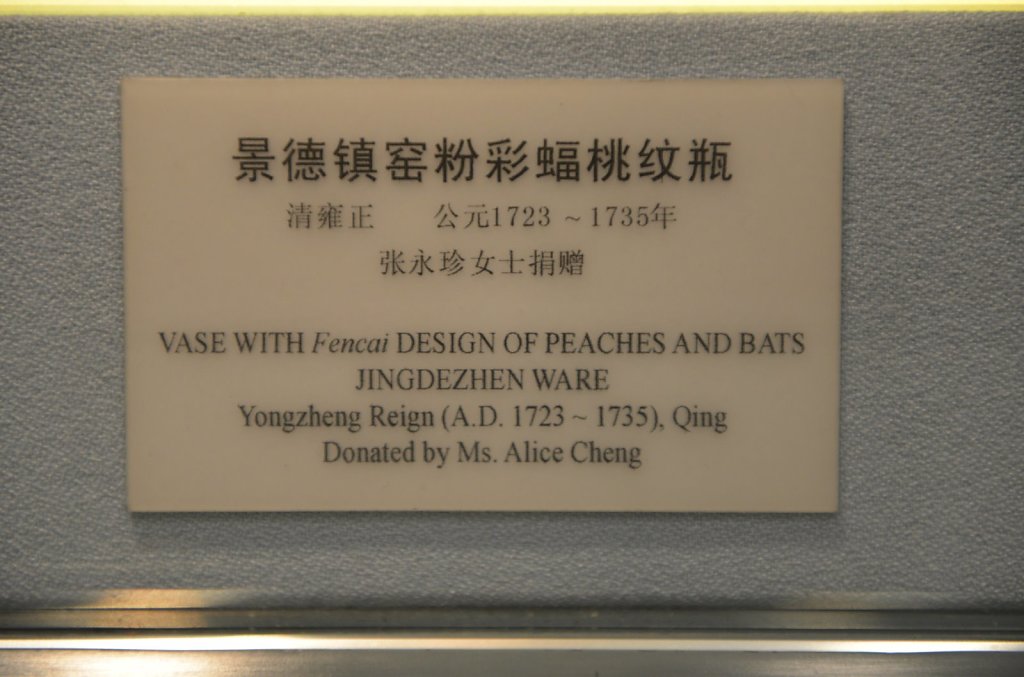 景德镇窑粉彩蝠桃纹瓶
清雍正 公元1723 ~ 1735年
张永珍女士捐赠
VASE WITH Fencai DESIGN OF PEACHES AND BATS
JINGDEZHEN WARE
Yongzheng Reign (A.D. 1723 ~ 1735), Qing
Donated by Ms. Alice Cheng